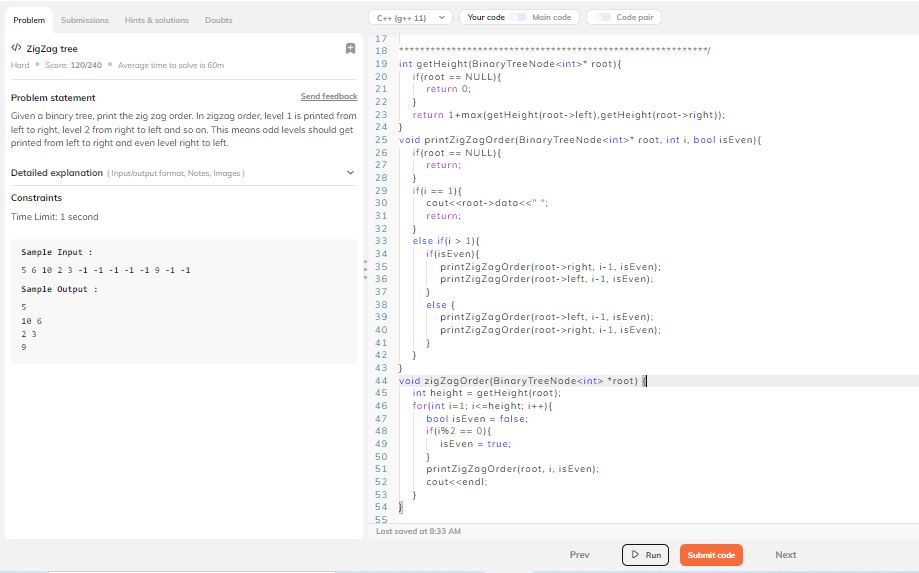 Problem
Submissions
Hints & solutions
Doubts
ZigZag tree
Hard Score: 120/240 Average time to solve is 60m
Problem statement
Send feedback
Given a binary tree, print the zig zag order. In zigzag order, level 1 is printed from
left to right, level 2 from right to left and so on. This means odd levels should get
printed from left to right and even level right to left.
Detailed explanation ( Input/output format, Notes, Images )
Constraints
Time Limit: 1 second
Sample Input :
5 6 10 2 3 -1 -1 -1 -1 -1 9 -1 -1
Sample Output :
5
10 6
2 3
9
C++ (g++ 11)
Your code
Main code
Code pair
17
18 ***********************************************************/
19 int getHeight(BinaryTreeNode<int>* root){
20 if(root == NULL){
21 return 0;
22 }
23 return 1+max(getHeight(root->left),getHeight(root->right));
24 }
25 void printZigZagOrder(BinaryTreeNode<int>* root, int i, bool isEven){
26 if(root == NULL){
27 return;
28 }
29 if(i == 1){
30 cout<<root->data<<" ";
31 return;
32 }
33 else if(i > 1){
34 if(isEven){
35 printZigZagOrder(root->right, i-1, isEven);
36 printZigZagOrder(root->left, i-1, isEven);
37 }
38 else {
39 printZigZagOrder(root->left, i-1, isEven);
40 printZigZagOrder(root->right, i-1, isEven);
41 }
42 }
43 }
44 void zigZagOrder(BinaryTreeNode<int> *root) {
45 int height = getHeight(root);
46 for(int i=1; i<=height; i++){
47 bool isEven = false;
48 if(i%2 == 0){
49 isEven = true;
50 }
51 printZigZagOrder(root, i, isEven);
52 cout<<endl;
53 }
54 }
55
Last saved at 8:33 AM
Prev
Run
Submit code
Next